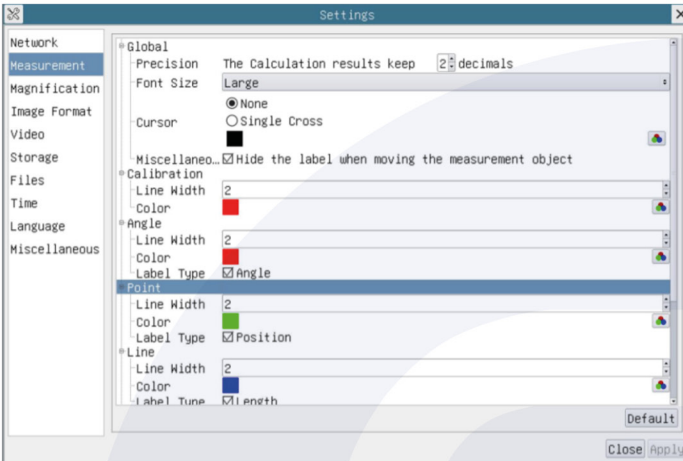 Settings
Network
Measurement
Magnification
Image Format
Video
Storage
Files
Time
Language
Miscellaneous
Global
Precision The Calculation results keep 2 decimals
Font Size Large
None
Cursor Single Cross
Miscellaneo... Hide the label when moving the measurement object
Calibration
Line Width 2
Color
Angle
Line Width 2
Color
Label Type Angle
Point
Line Width 2
Color
Label Type Position
Line
Line Width 2
Color
Label Type Length
Default
Close Apply